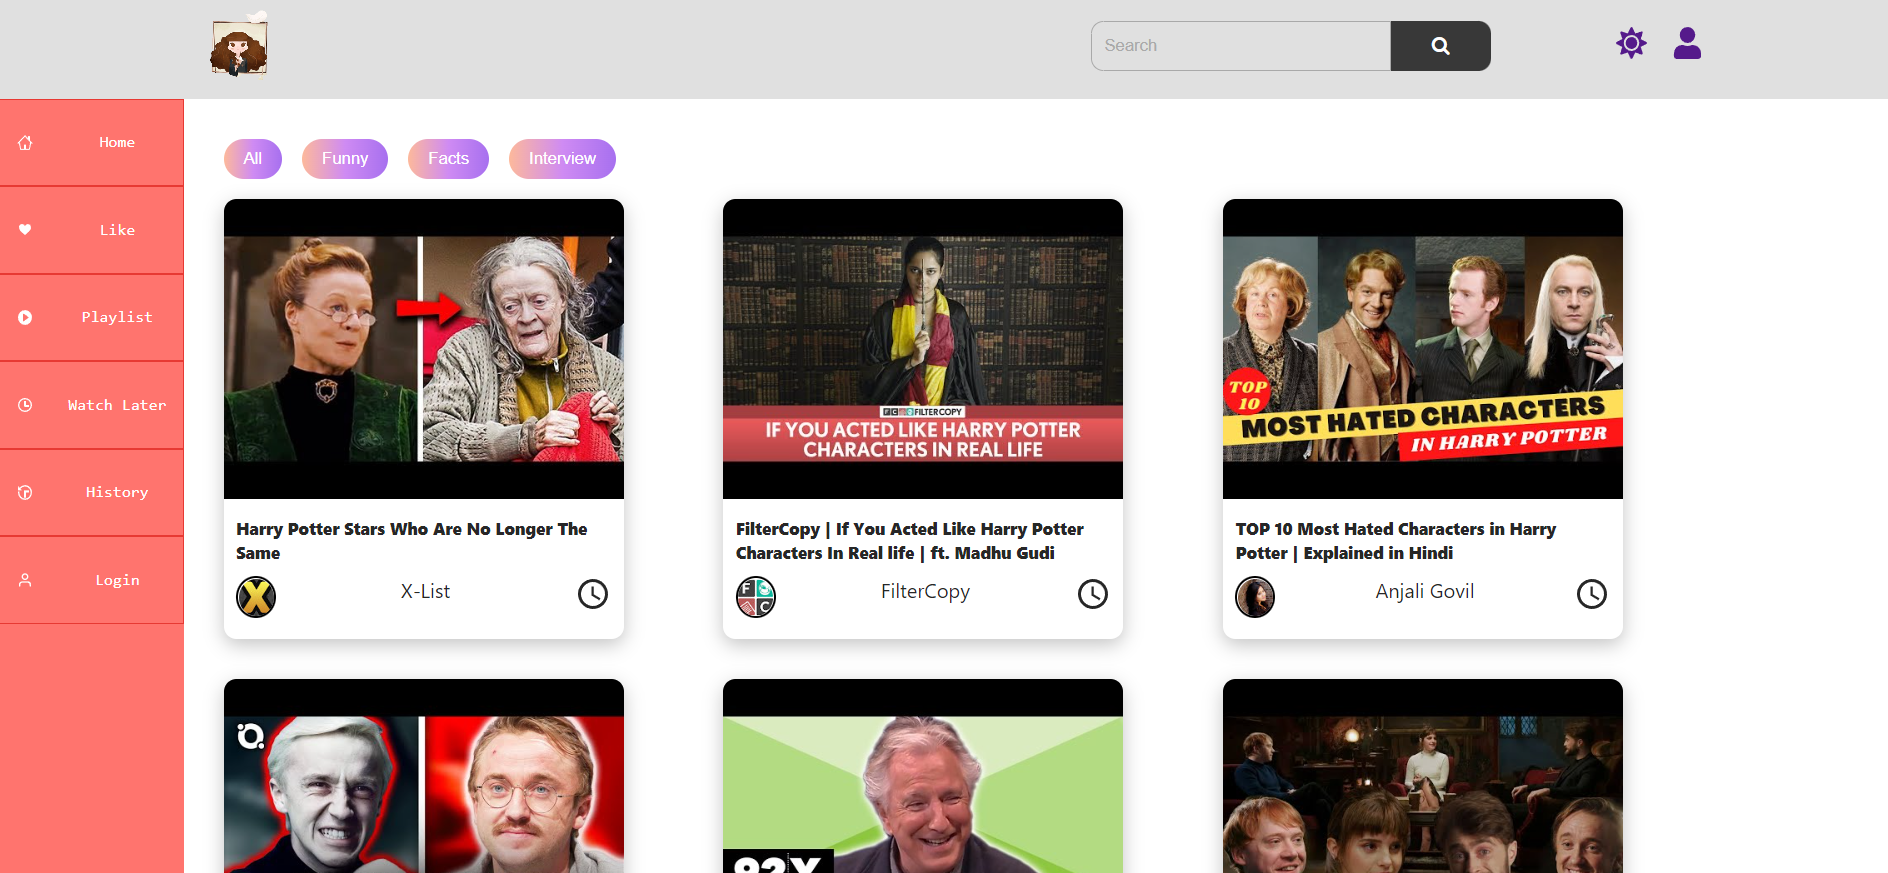 Search
Home
Like
Playlist
Watch Later
History
Login
All
Funny
Facts
Interview
FC FILTERCOPY
IF YOU ACTED LIKE HARRY POTTER
CHARACTERS IN REAL LIFE
TOP
10
MOST HATED CHARACTERS
IN HARRY POTTER
Harry Potter Stars Who Are No Longer The
Same
X
X-List
FilterCopy | If You Acted Like Harry Potter
Characters In Real life | ft. Madhu Gudi
F
C
FilterCopy
TOP 10 Most Hated Characters in Harry
Potter | Explained in Hindi
Anjali Govil
92Y